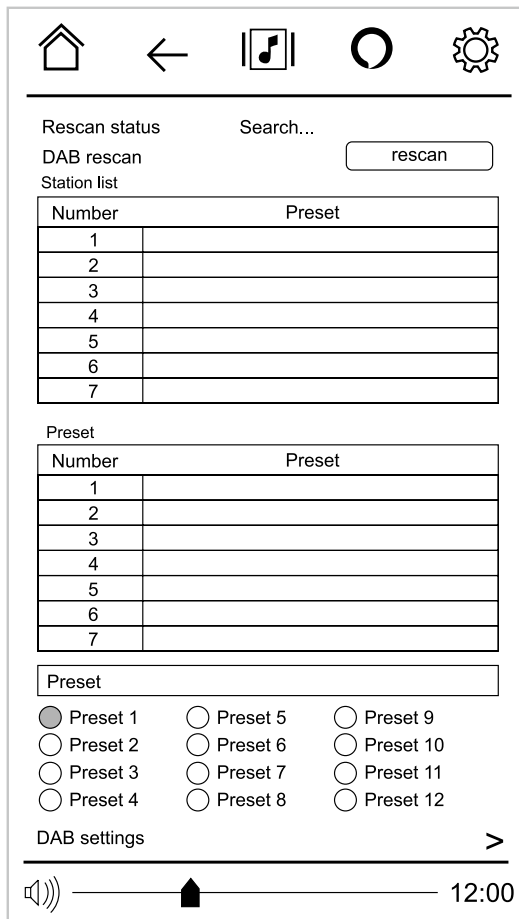 Rescan status Search...
DAB rescan rescan
Station list
Number Preset
1
2
3
4
5
6
7
Preset
Number Preset
1
2
3
4
5
6
7
Preset
Preset 1 Preset 5 Preset 9
Preset 2 Preset 6 Preset 10
Preset 3 Preset 7 Preset 11
Preset 4 Preset 8 Preset 12
DAB settings >
12:00